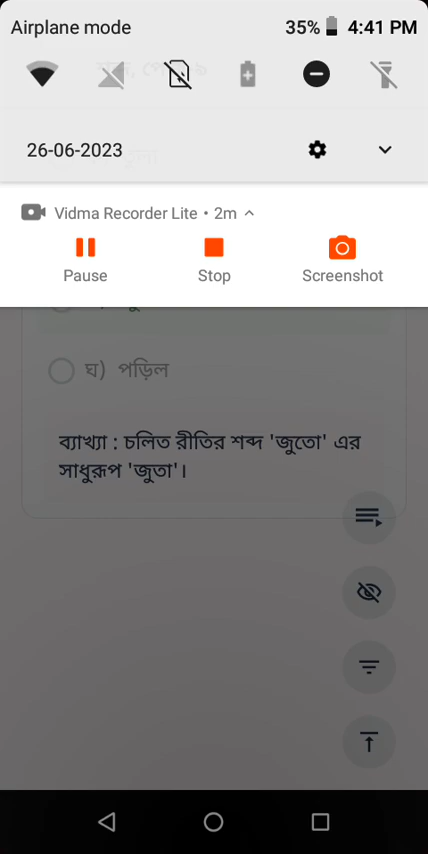 Airplane mode 35% 4:41 PM
26-06-2023
Vidma Recorder Lite • 2m
Pause Stop Screenshot
ঘ) পড়িল
ব্যাখ্যা : চলিত রীতির শব্দ 'জুতো' এর
সাধুরূপ 'জুতা'।